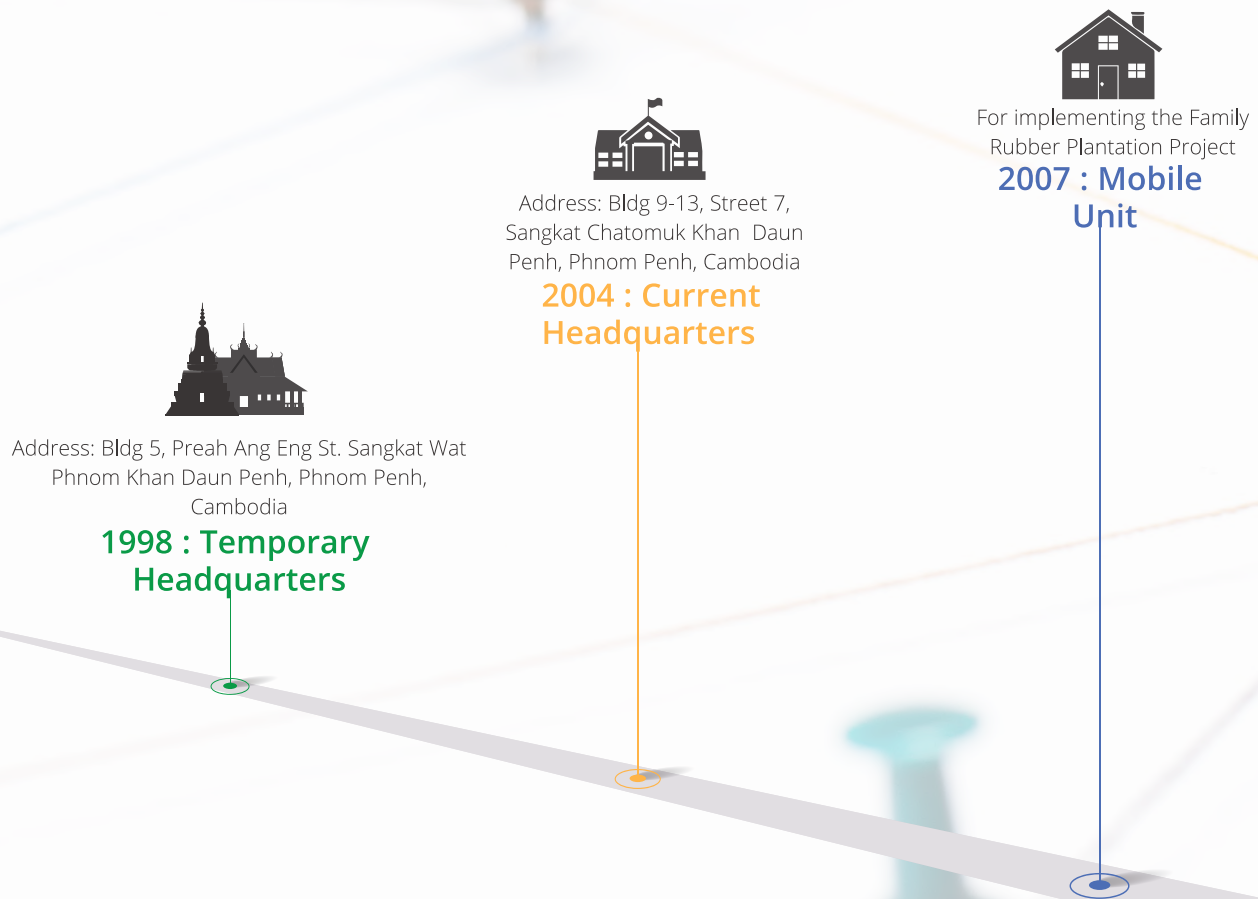 Address: Bldg 5, Preah Ang Eng St. Sangkat Wat
Phnom Khan Daun Penh, Phnom Penh,
Cambodia
1998 : Temporary
Headquarters
Address: Bldg 9-13, Street 7,
Sangkat Chatomuk Khan Daun
Penh, Phnom Penh, Cambodia
2004 : Current
Headquarters
For implementing the Family
Rubber Plantation Project
2007 : Mobile
Unit